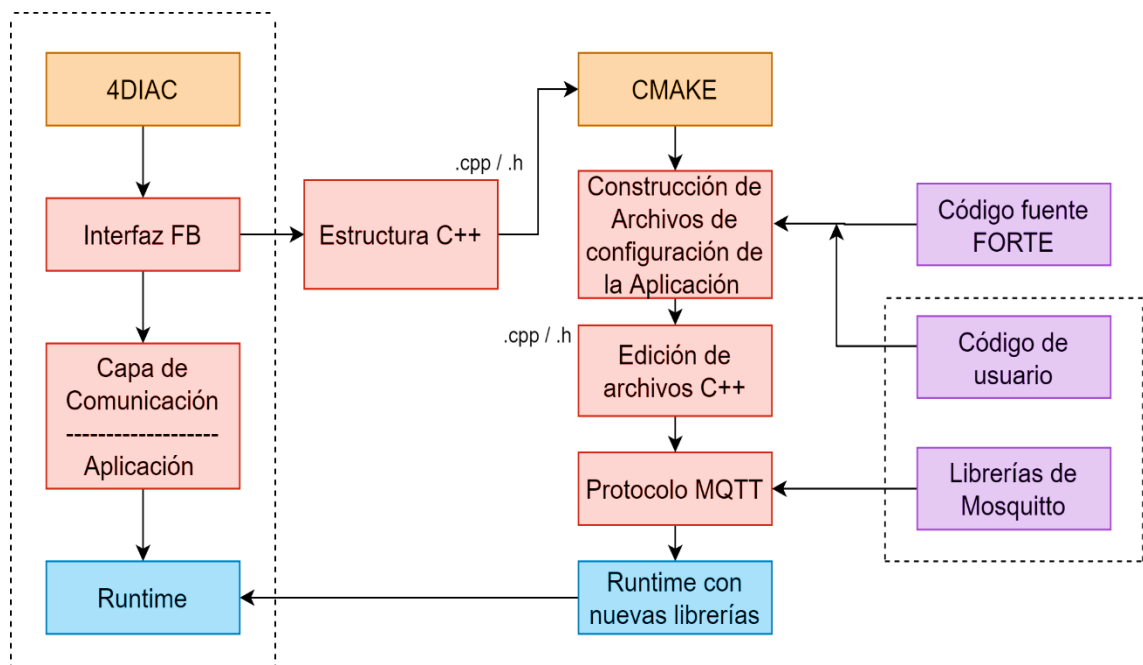 4DIAC
Interfaz FB
Capa de
Comunicación
-------------------
Aplicación
Runtime
.cpp / .h
Estructura C++
CMAKE
Construcción de
Archivos de
configuración de
la Aplicación
.cpp / .h
Edición de
archivos C++
Protocolo MQTT
Runtime con
nuevas librerías
Código fuente
FORTE
Código de
usuario
Librerías de
Mosquitto